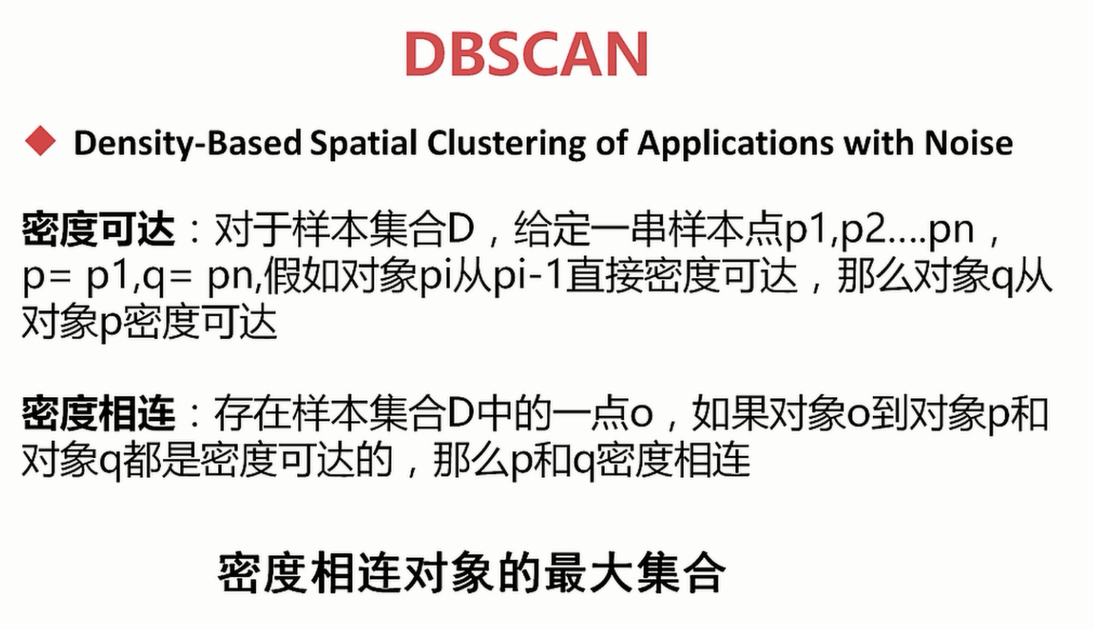 DBSCAN
Density-Based Spatial Clustering of Applications with Noise
密度可达：对于样本集合D，给定一串样本点p1,p2....pn，
p= p1,q= pn,假如对象pi从pi-1直接密度可达，那么对象q从
对象p密度可达
密度相连：存在样本集合D中的一点o，如果对象o到对象p和
对象q都是密度可达的，那么p和q密度相连
密度相连对象的最大集合